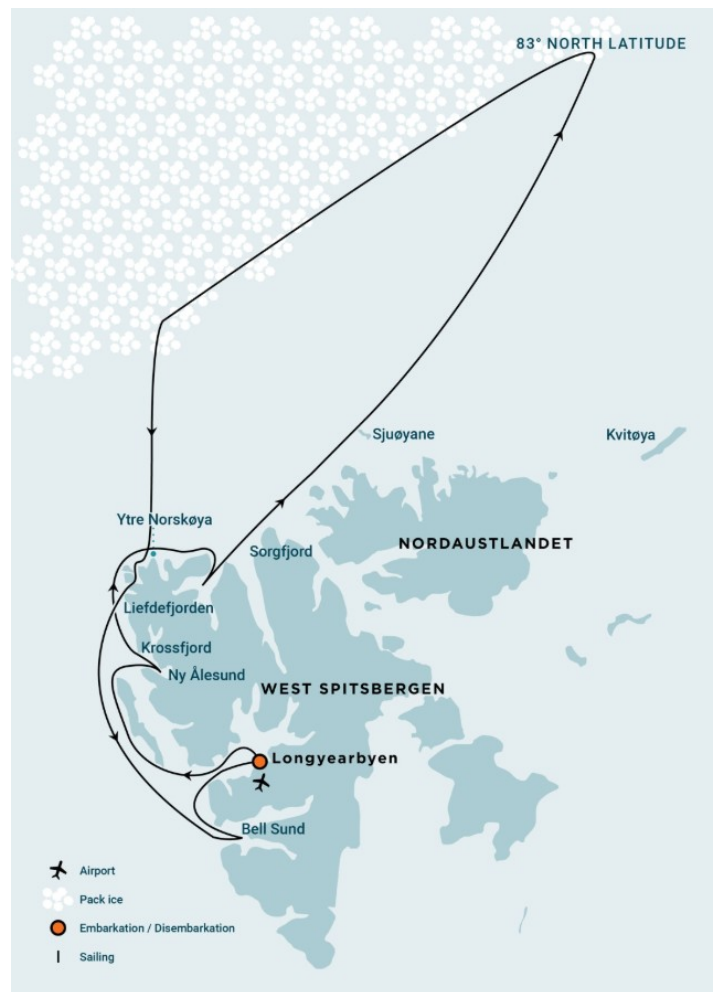 83° NORTH LATITUDE
Sjuøyane
Kvitøya
Ytre Norskøya
Sorgfjord
NORDAUSTLANDET
Liefdefjorden
Krossfjord
Ny Ålesund
WEST SPITSBERGEN
Longyearbyen
Bell Sund
Airport
Pack ice
Embarkation / Disembarkation
Sailing